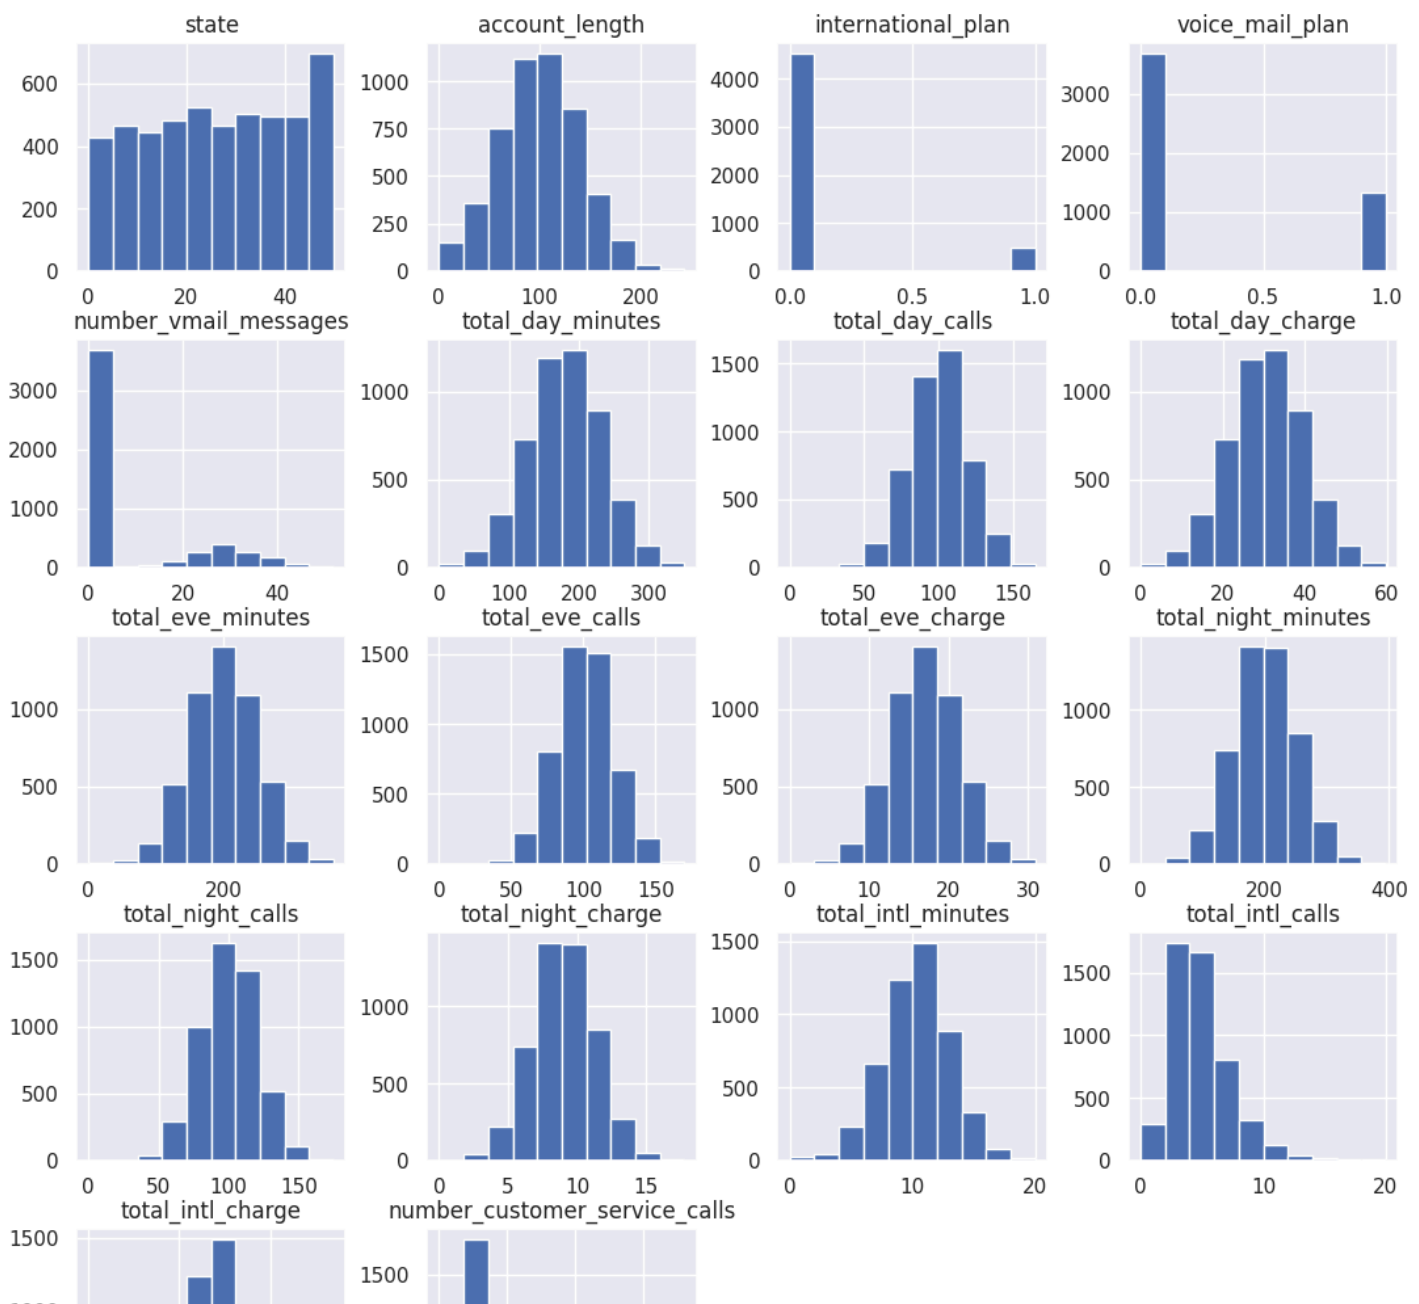 state account_length international_plan voice_mail_plan
600 1000 4000 3000
400 750 3000 2000
200 500 2000 1000
0 250 1000 0
0 0
0 20 40 0 100 200 0.0 0.5 1.0 0.0 0.5 1.0
number_vmail_messages total_day_minutes total_day_calls total_day_charge
3000 1000 1500 1000
2000 500 1000 500
1000 0 500 0
0 0
0 20 40 0 100 200 300 0 50 100 150 0 20 40 60
total_eve_minutes total_eve_calls total_eve_charge total_night_minutes
1000 1500 1000 1000
500 1000 500 500
0 500 0 0
0
0 200 0 50 100 150 0 10 20 30 0 200 400
total_night_calls total_night_charge total_intl_minutes total_intl_calls
1500 1000 1500 1500
1000 500 1000 1000
500 0 500 500
0 0 0
0 50 100 150 0 5 10 15 0 10 20 0 10 20
total_intl_charge number_customer_service_calls
1500 1500